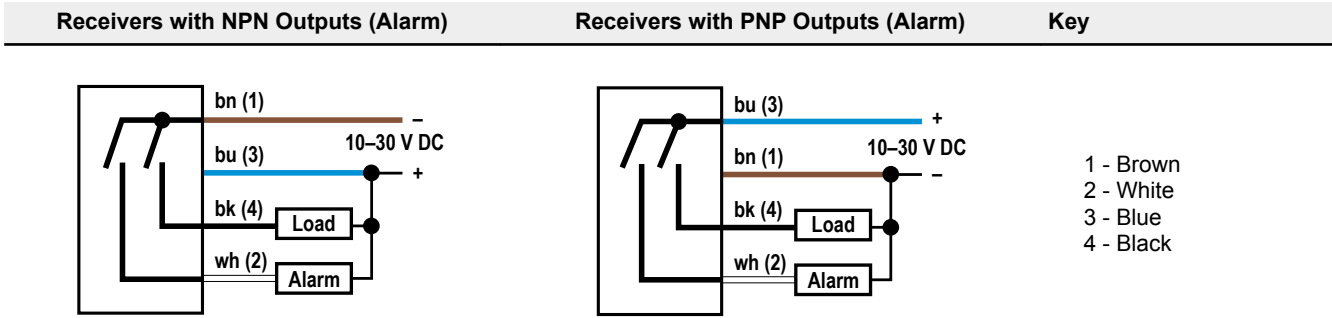 Receivers with NPN Outputs (Alarm)
Receivers with PNP Outputs (Alarm)
Key
bn (1)
–
10–30 V DC
bu (3)
+
bk (4)
Load
wh (2)
Alarm
bu (3)
+
10–30 V DC
bn (1)
–
bk (4)
Load
wh (2)
Alarm
1 - Brown
2 - White
3 - Blue
4 - Black